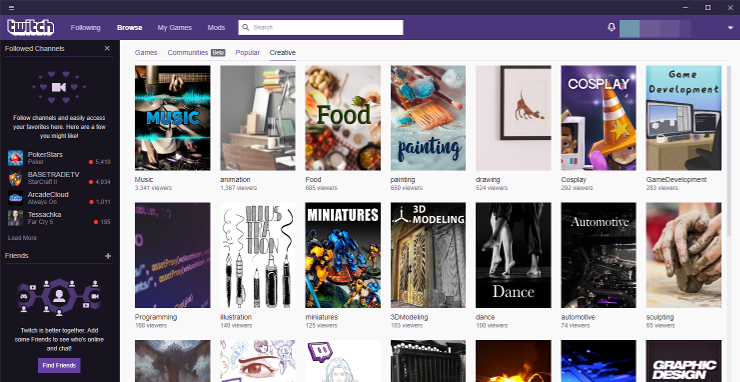 twitch
Following
Browse
My Games
Mods
Search
Followed Channels
Follow channels and easily access
your favorites here. Here are a few
you might like!
PokerStars
Poker
5,410
BASETRADETV
StarCraft II
4,034
ArcadeCloud
Always On
1,011
Tessachka
Far Cry 5
195
Load More
Friends
Twitch is better together. Add
some Friends to see who's online
and chat!
Find Friends
Games
Communities Beta
Popular
Creative
MUSIC
Food
painting
COSPLAY
Game
Development
Music
3,341 viewers
animation
1,367 viewers
Food
885 viewers
painting
650 viewers
drawing
524 viewers
Cosplay
292 viewers
GameDevelopment
283 viewers
ILLUS
TRA
TION
MINIATURES
3D
MODELING
Dance
Automotive
Programming
168 viewers
illustration
140 viewers
miniatures
125 viewers
3DModeling
103 viewers
dance
100 viewers
automotive
74 viewers
sculpting
65 viewers
GRAPHIC
DESIGN